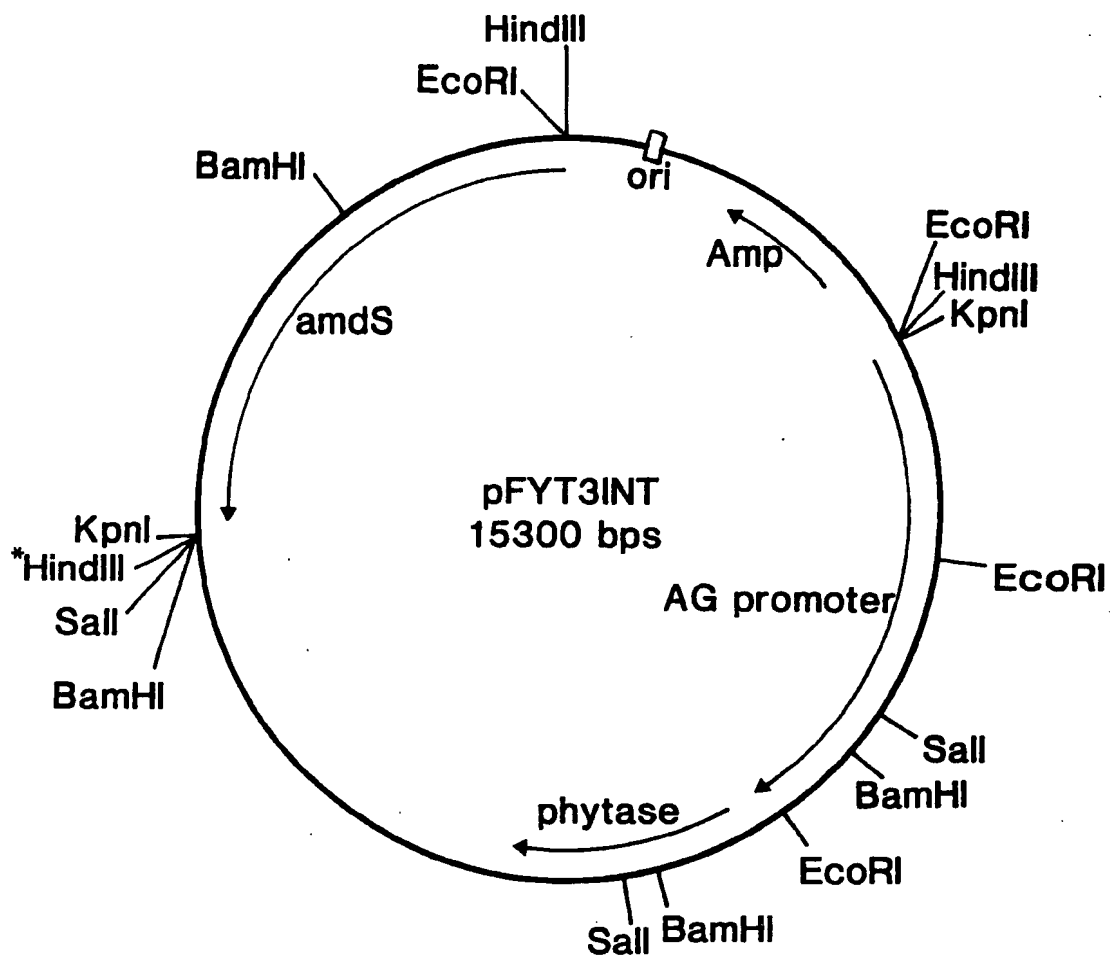 HindIII
EcoRI
BamHI
ori
Amp
EcoRI
HindIII
KpnI
amdS
pFYT3INT
15300 bps
KpnI
*HindIII
SalI
BamHI
EcoRI
AG promoter
SalI
BamHI
phytase
EcoRI
SalI
BamHI